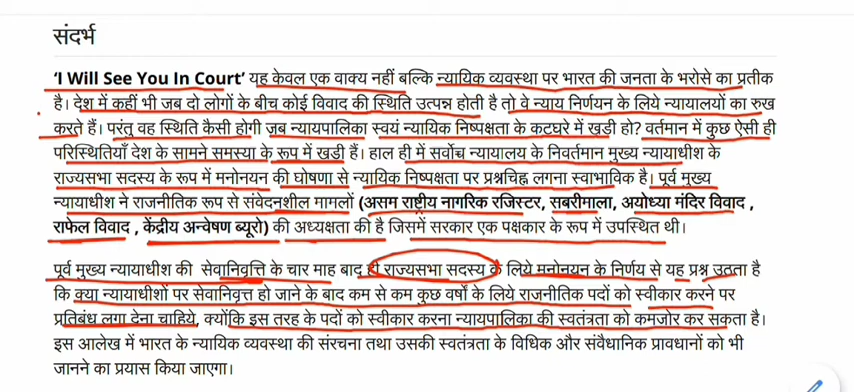 संदर्भ
‘I Will See You In Court’ यह केवल एक वाक्य नहीं बल्कि न्यायिक व्यवस्था पर भारत की जनता के भरोसे का प्रतीक
है। देश में कहीं भी जब दो लोगों के बीच कोई विवाद की स्थिति उत्पन्न होती है तो वे न्याय निर्णयन के लिये न्यायालयों का रुख
करते हैं। परंतु वह स्थिति कैसी होगी जब न्यायपालिका स्वयं न्यायिक निष्पक्षता के कटघरे में खड़ी हो? वर्तमान में कुछ ऐसी ही
परिस्थितियाँ देश के सामने समस्या के रूप में खड़ी हैं। हाल ही में सर्वोच्च न्यायालय के निवर्तमान मुख्य न्यायाधीश के
राज्यसभा सदस्य के रूप में मनोनयन की घोषणा से न्यायिक निष्पक्षता पर प्रश्नचिह्न लगना स्वाभाविक है। पूर्व मुख्य
न्यायाधीश ने राजनीतिक रूप से संवेदनशील मामलों (असम राष्ट्रीय नागरिक रजिस्टर, सबरीमाला, अयोध्या मंदिर विवाद ,
राफेल विवाद , केंद्रीय अन्वेषण ब्यूरो) की अध्यक्षता की है जिसमें सरकार एक पक्षकार के रूप में उपस्थित थी।
पूर्व मुख्य न्यायाधीश की सेवानिवृत्ति के चार माह बाद ही राज्यसभा सदस्य के लिये मनोनयन के निर्णय से यह प्रश्न उठता है
कि क्या न्यायाधीशों पर सेवानिवृत्त हो जाने के बाद कम से कम कुछ वर्षों के लिये राजनीतिक पदों को स्वीकार करने पर
प्रतिबंध लगा देना चाहिये, क्योंकि इस तरह के पदों को स्वीकार करना न्यायपालिका की स्वतंत्रता को कमजोर कर सकता है।
इस आलेख में भारत के न्यायिक व्यवस्था की संरचना तथा उसकी स्वतंत्रता के विधिक और संवैधानिक प्रावधानों को भी
जानने का प्रयास किया जाएगा।